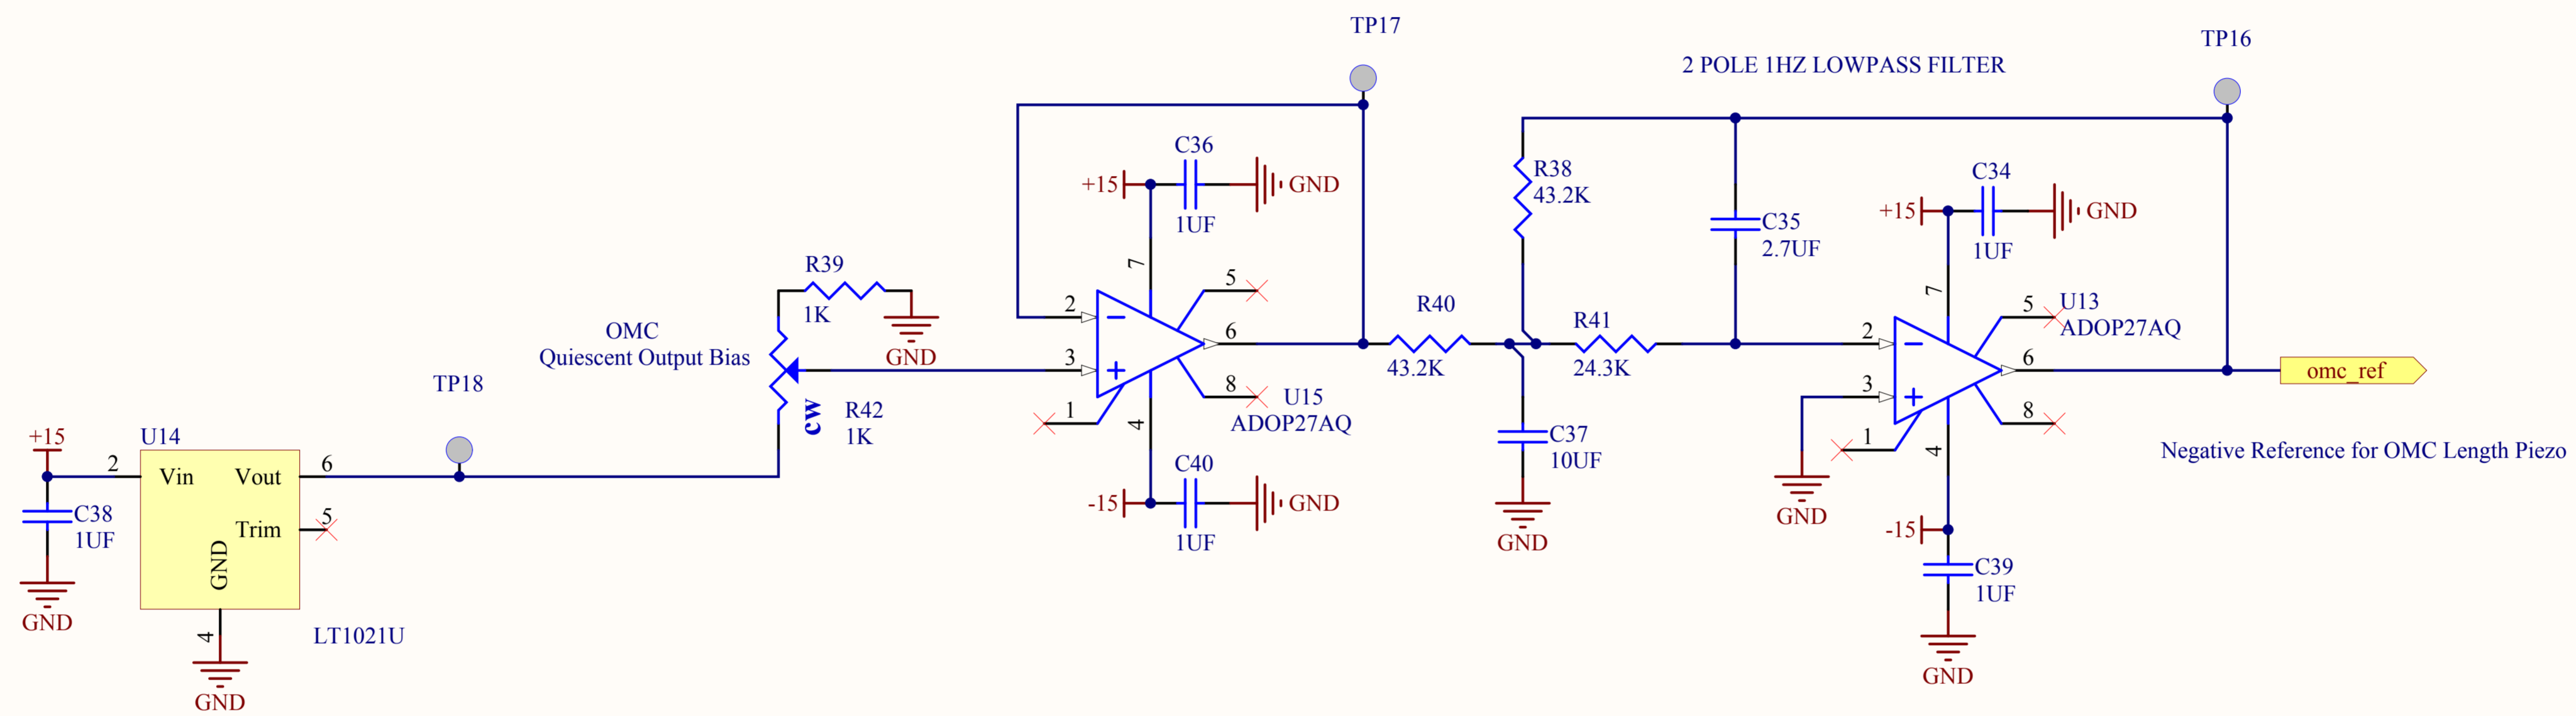 TP17
TP16
2 POLE 1HZ LOWPASS FILTER
C36
+15
GND
1UF
7
R38
43.2K
C35
2.7UF
C34
+15
GND
1UF
7
R39
1K
GND
OMC
Quiescent Output Bias
cw
R42
1K
2
3
1
4
5
6
8
U15
ADOP27AQ
R40
43.2K
R41
24.3K
2
3
1
4
5
6
8
U13
ADOP27AQ
omc_ref
Negative Reference for OMC Length Piezo
GND
TP18
+15
U14
2
Vin
Vout
6
Trim
5
GND
4
C38
1UF
GND
LT1021U
GND
C40
-15
GND
1UF
C37
10UF
GND
-15
C39
1UF
GND